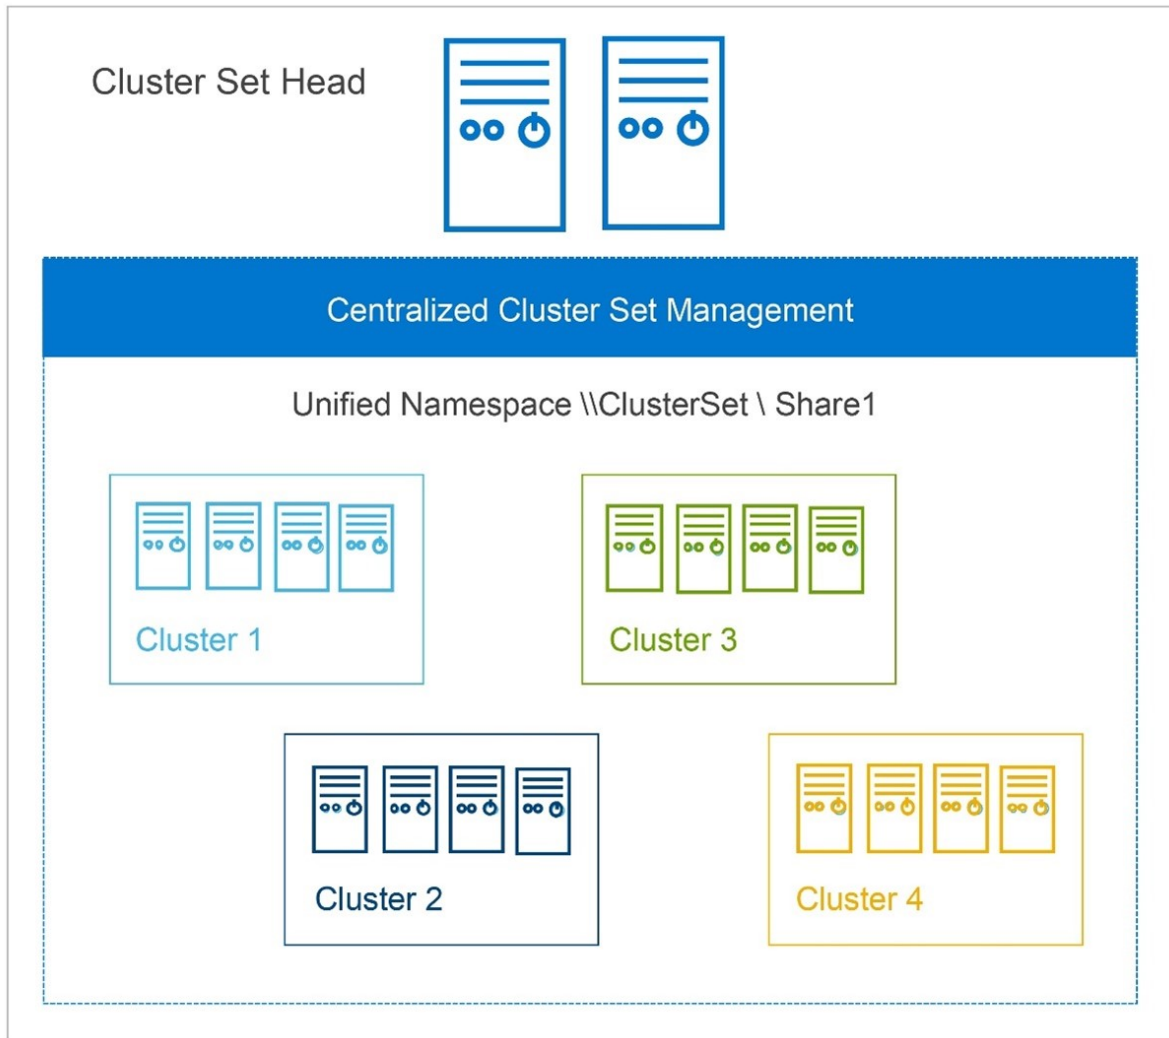 Cluster Set Head
Centralized Cluster Set Management
Unified Namespace \\ClusterSet \ Share1
Cluster 1
Cluster 3
Cluster 2
Cluster 4